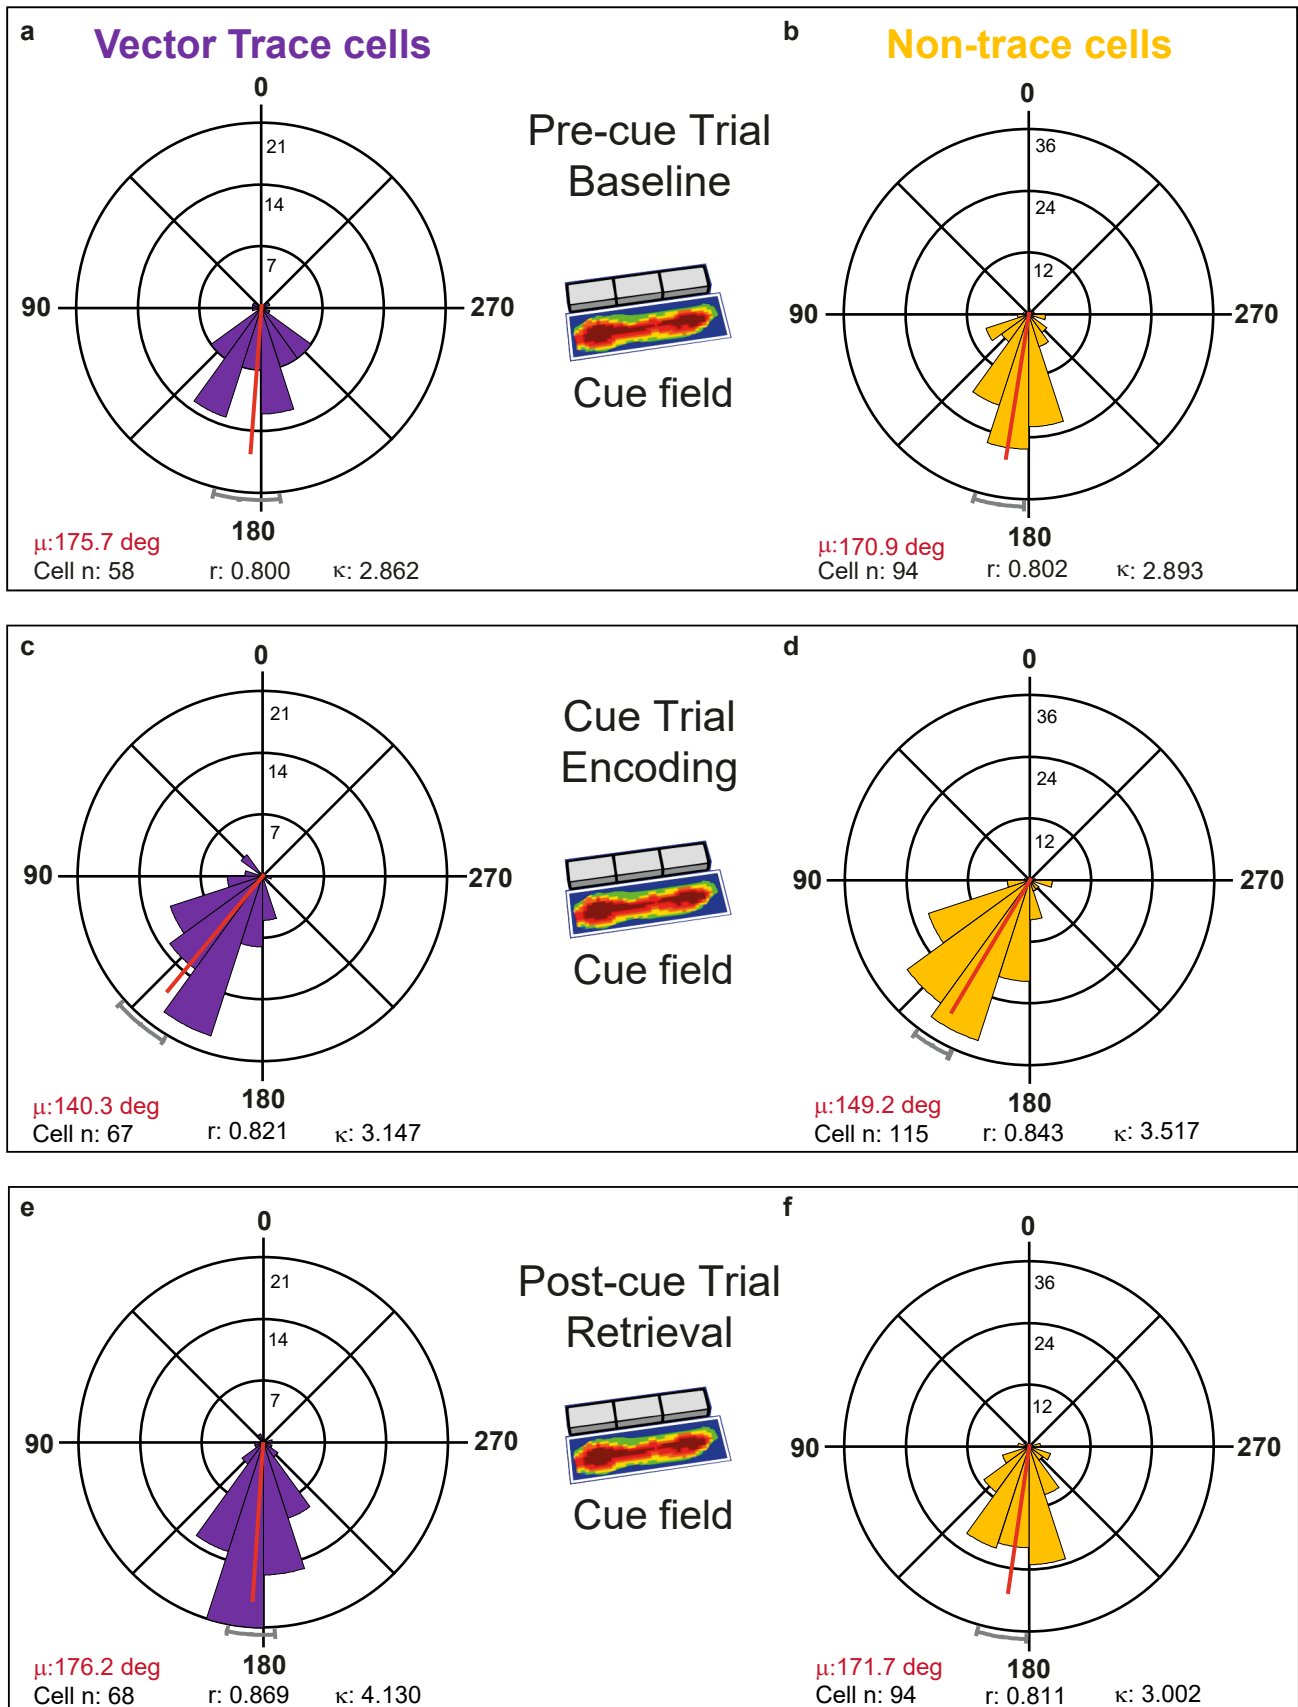 a
Vector Trace cells
b
Non-trace cells
Pre-cue Trial
Baseline
Cue field
0
21
14
7
90
270
180
μ:175.7 deg
Cell n: 58
r: 0.800
κ: 2.862
0
36
24
12
90
270
180
μ:170.9 deg
Cell n: 94
r: 0.802
κ: 2.893
c
d
Cue Trial
Encoding
Cue field
0
21
14
7
90
270
180
μ:140.3 deg
Cell n: 67
r: 0.821
κ: 3.147
0
36
24
12
90
270
180
μ:149.2 deg
Cell n: 115
r: 0.843
κ: 3.517
e
f
Post-cue Trial
Retrieval
Cue field
0
21
14
7
90
270
180
μ:176.2 deg
Cell n: 68
r: 0.869
κ: 4.130
0
36
24
12
90
270
180
μ:171.7 deg
Cell n: 94
r: 0.811
κ: 3.002